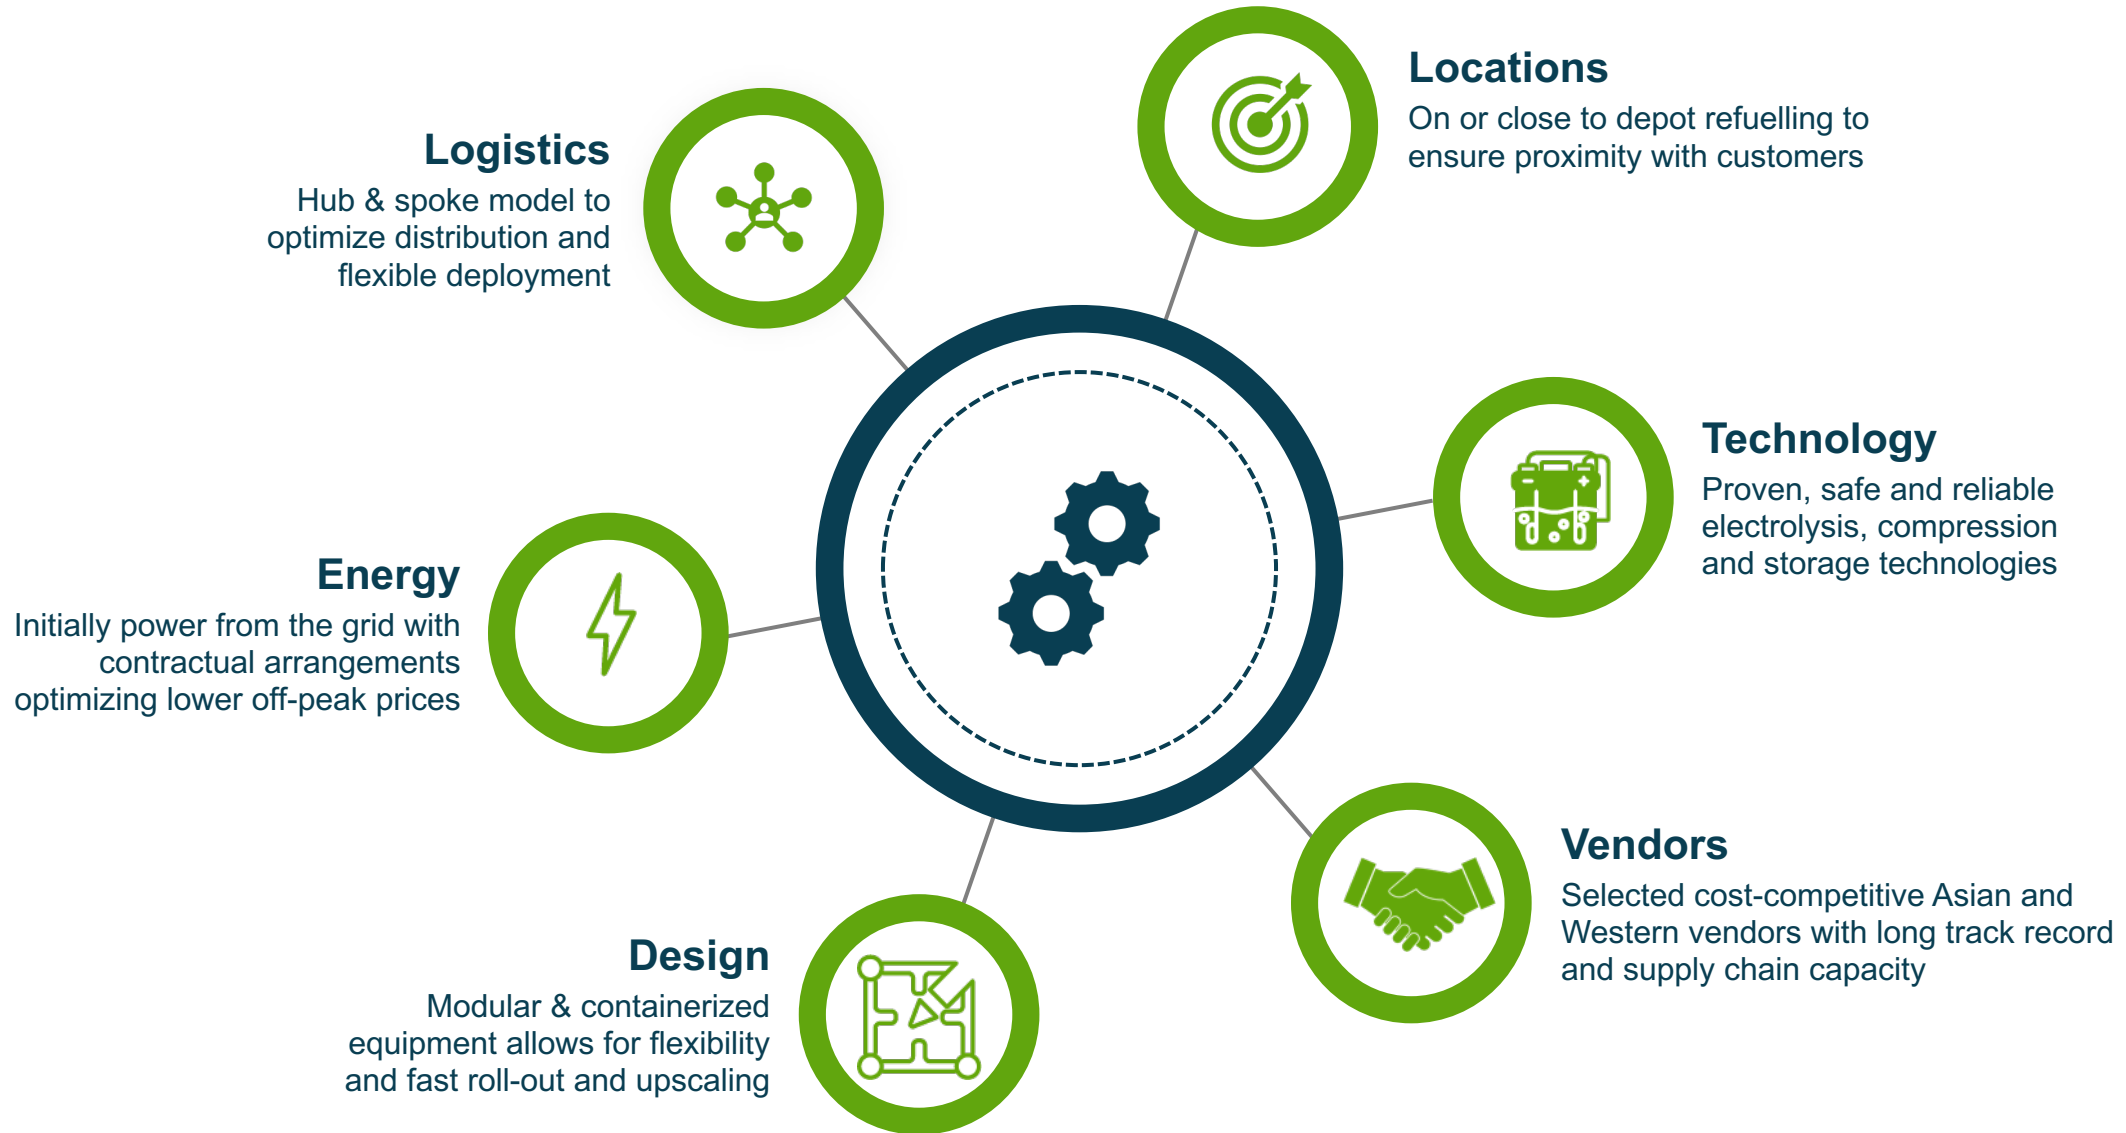 Locations
On or close to depot refuelling to
ensure proximity with customers
Logistics
Hub & spoke model to
optimize distribution and
flexible deployment
Technology
Proven, safe and reliable
electrolysis, compression
and storage technologies
Energy
Initially power from the grid with
contractual arrangements
optimizing lower off-peak prices
Vendors
Selected cost-competitive Asian and
Western vendors with long track record
and supply chain capacity
Design
Modular & containerized
equipment allows for flexibility
and fast roll-out and upscaling